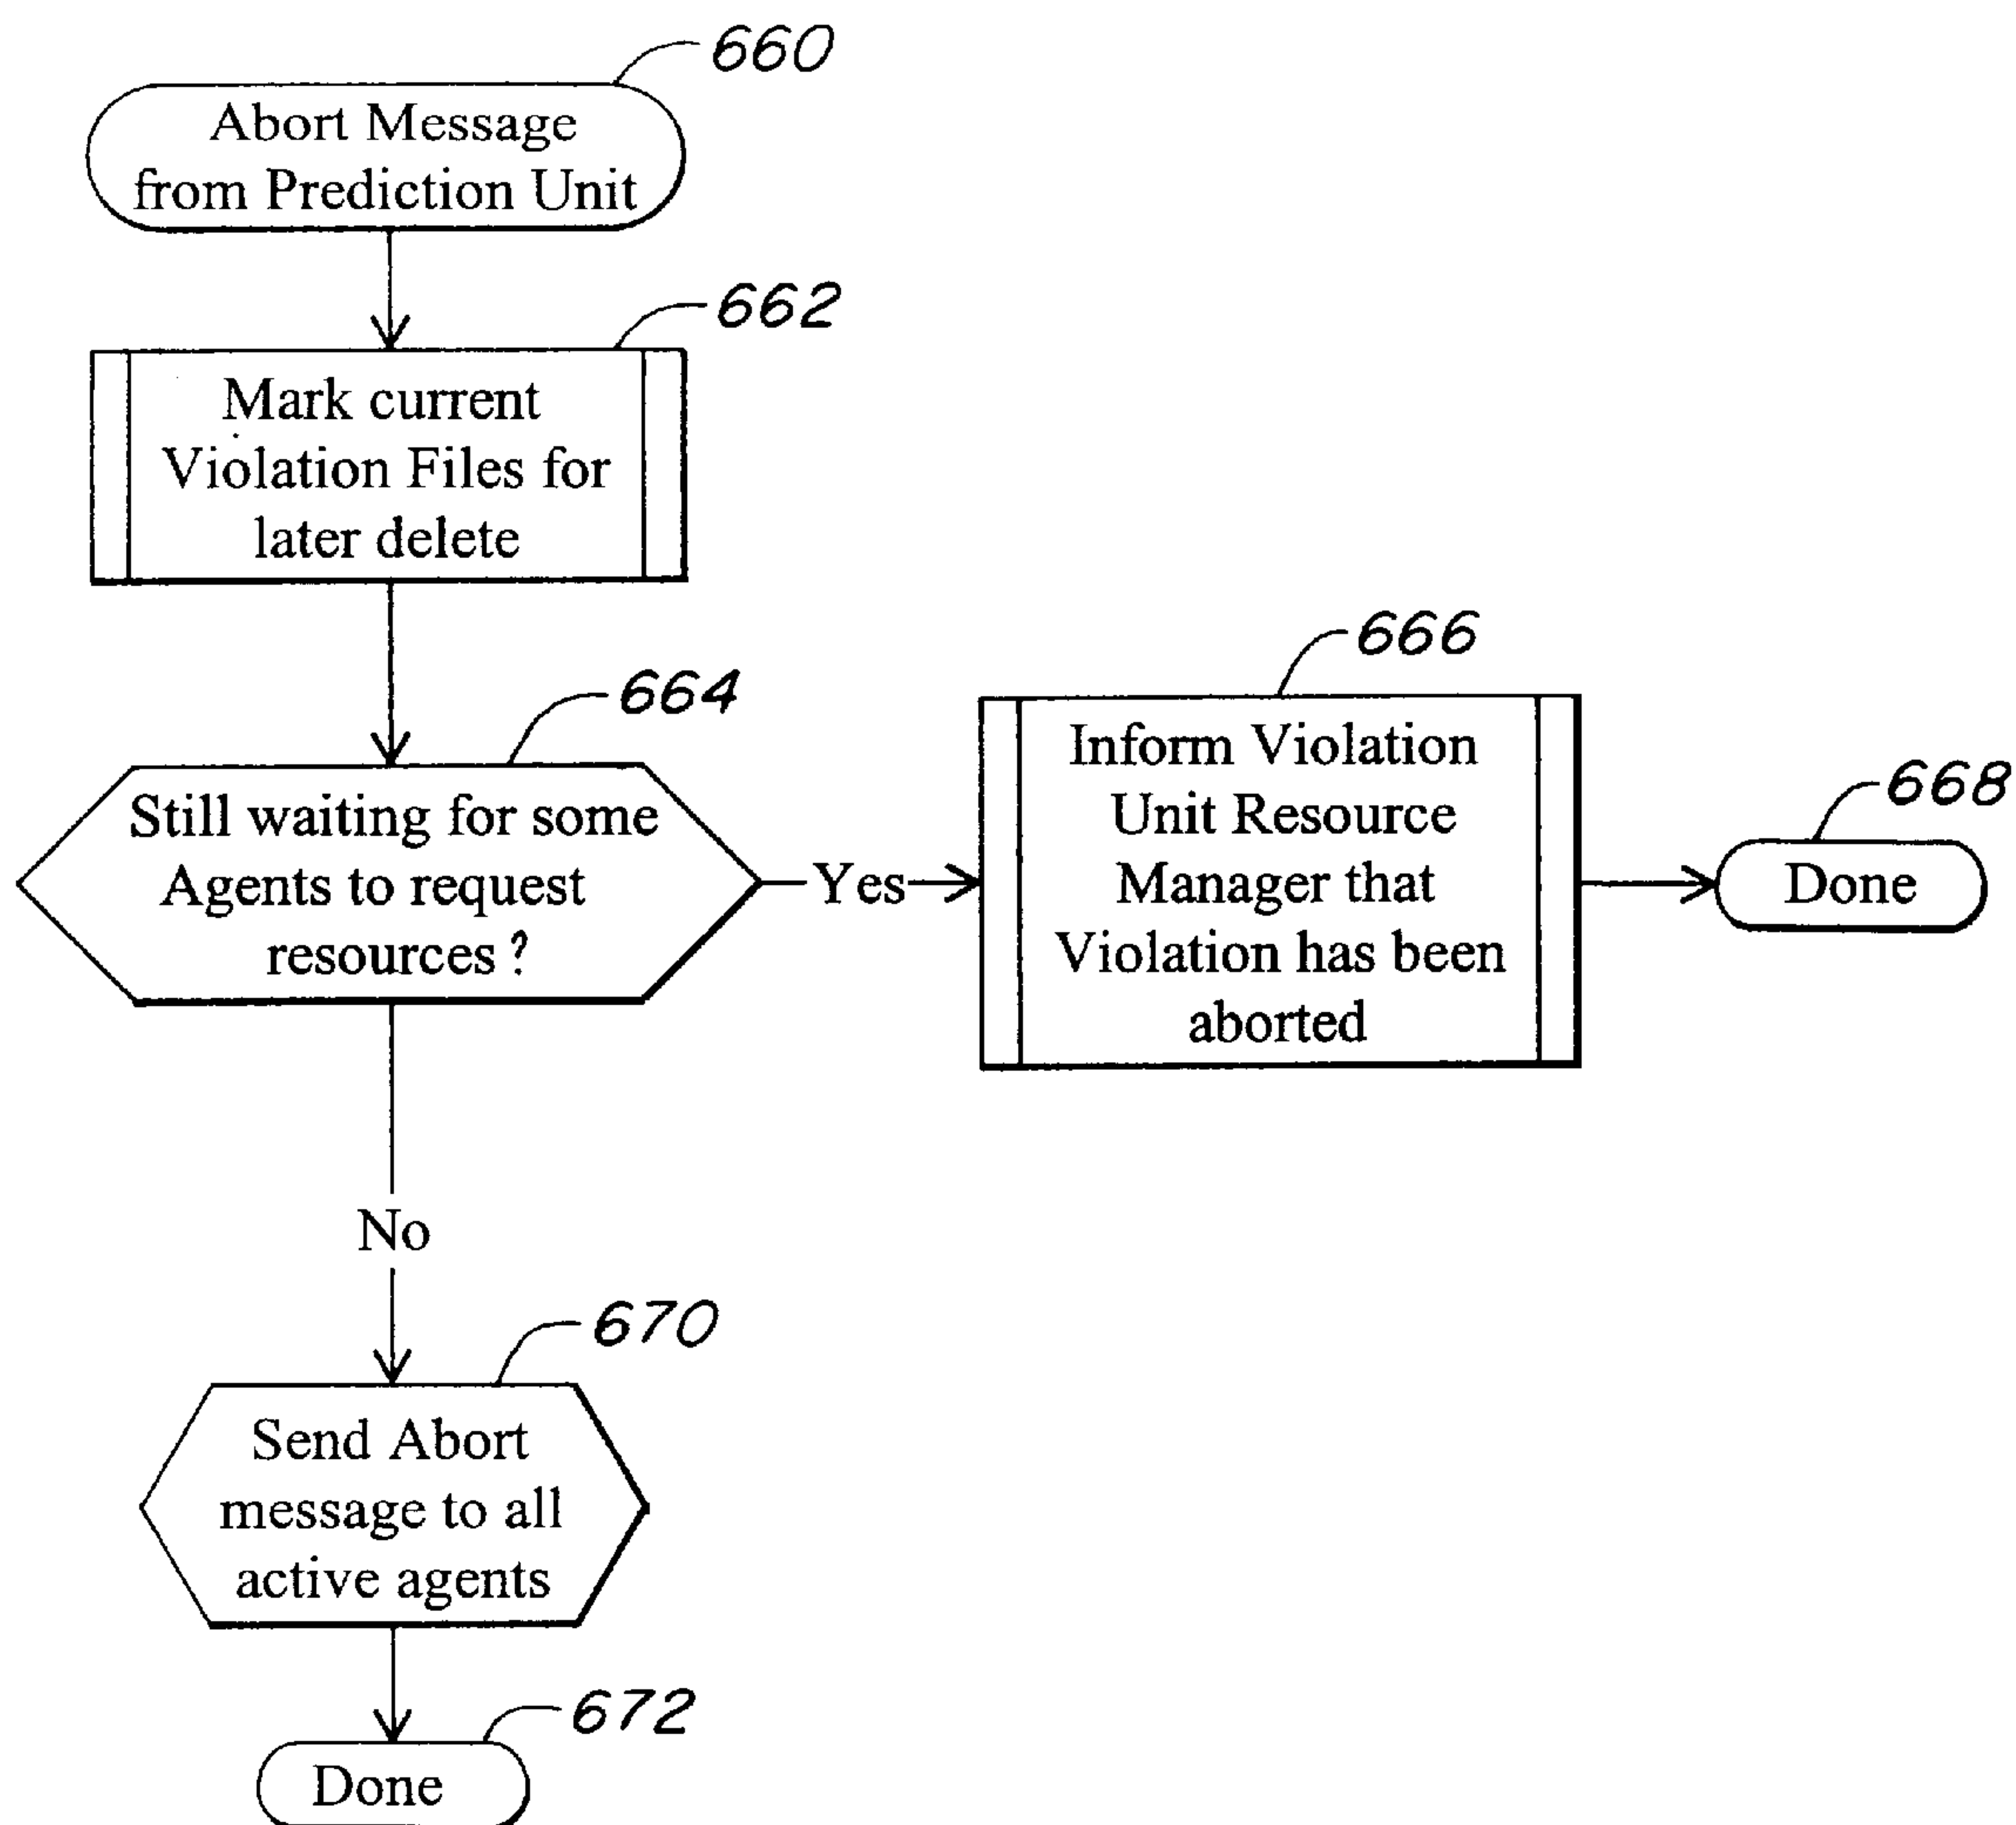 660
Abort Message
from Prediction Unit
662
Mark current
Violation Files for
later delete
664
Still waiting for some
Agents to request
resources ?
Yes
666
Inform Violation
Unit Resource
Manager that
Violation has been
aborted
668
Done
No
670
Send Abort
message to all
active agents
672
Done